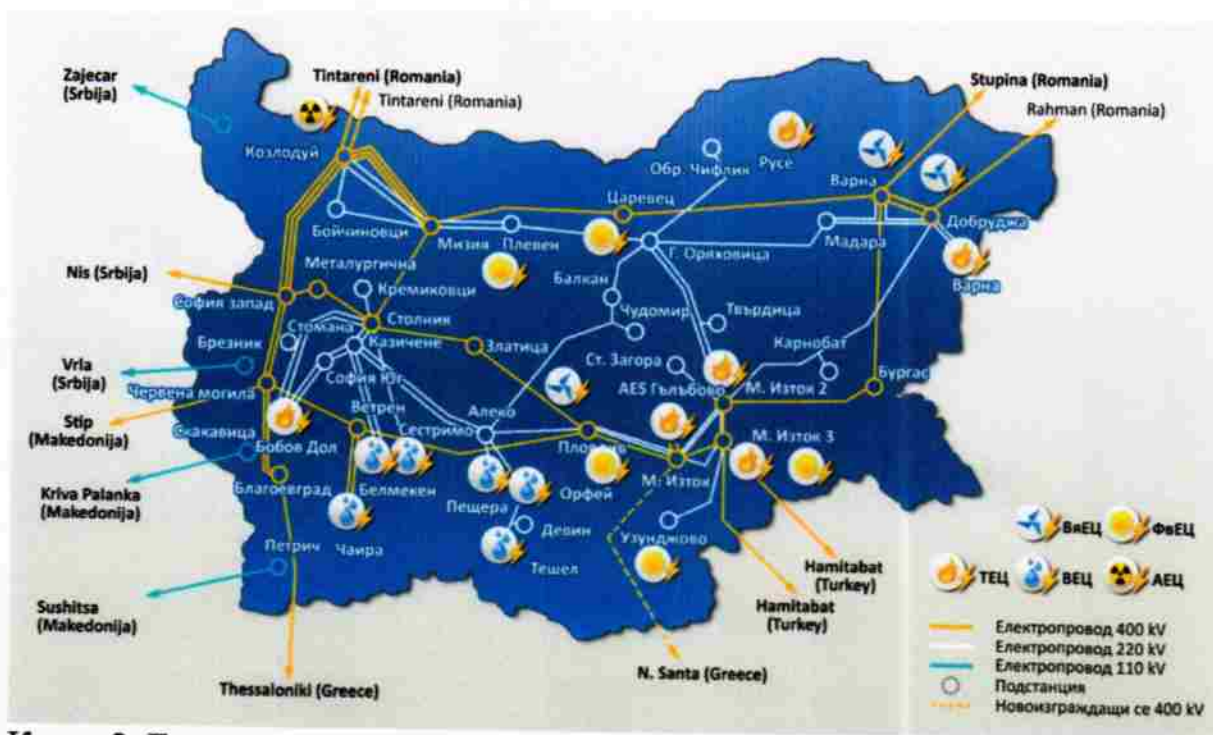 Zajecar
(Srbija)
Tintareni (Romania)
Tintareni (Romania)
Stupina (Romania)
Rahman (Romania)
Козлодуй
Обр. Чифлик
Русе
Варна
Царевец
Добруджа
Бойчиновци
Мизия
Плевен
Г. Оряховица
Мадара
Варна
Металургична
Nis (Srbija)
Балкан
Кремиковци
София запад
Стомана
Столник
Чудомир
Твърдица
Брезник
Казичене
Златица
Карнобат
Vrla
(Srbija)
София Юг
Ст. Загора
Бургас
AES Гълъбово
М. Изток 2
Червена могила
Stip
(Makedonija)
Ветрен
Алеко
Сестримо
Скакавица
Бобов Дол
Пловдив
М. Изток 3
Благоевград
Белмекен
Орфей
М. Изток
Kriva Palanka
(Makedonija)
Пещера
Девин
Узунджово
Петрич
Чаира
Тешел
Hamitabat
(Turkey)
Sushitsa
(Makedonija)
Hamitabat
(Turkey)
Thessaloniki (Greece)
N. Santa (Greece)
ВяЕЦ
ФвЕЦ
ТЕЦ
ВЕЦ
АЕЦ
Електропровод 400 kV
Електропровод 220 kV
Електропровод 110 kV
Подстанция
Новоизграждащи се 400 kV